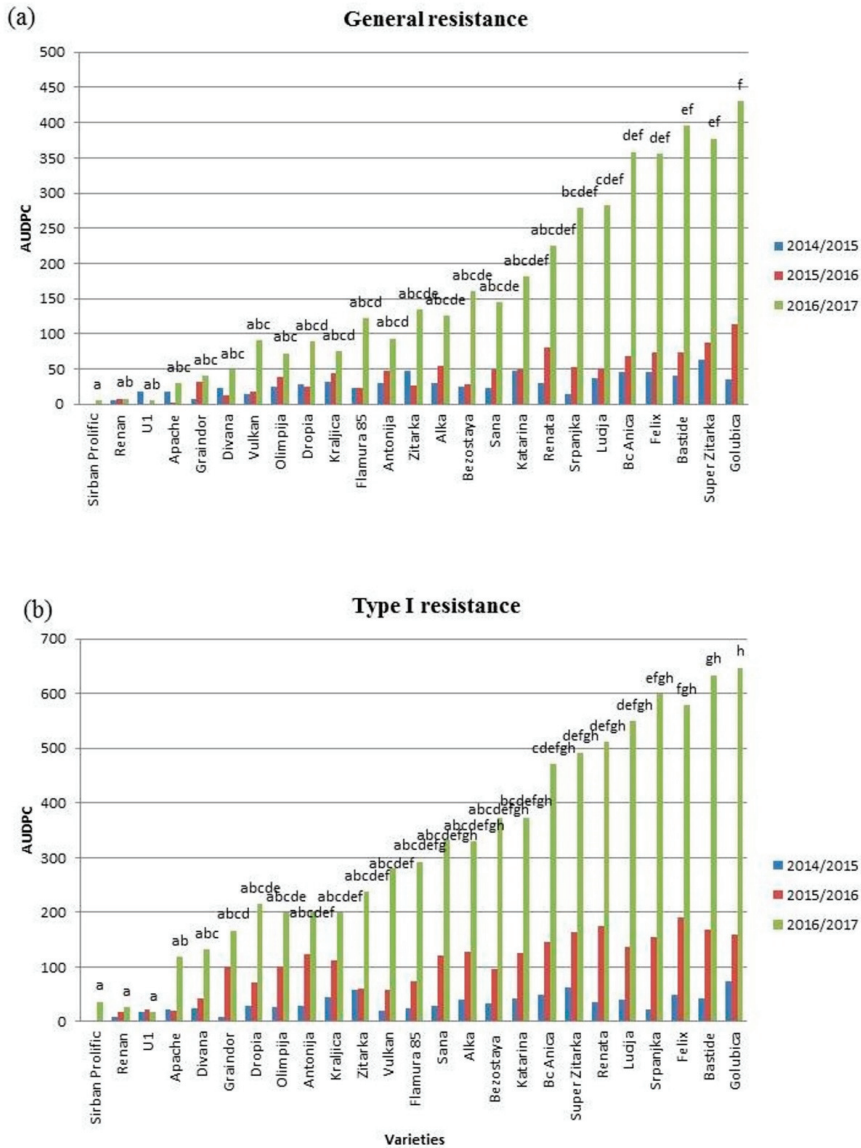 (a)
General resistance
AUDPC
500
450
400
350
300
250
200
150
100
50
0
a
ab
ab
abc
abc
abc
abc
abc
abcd
abcd
abcd
abcd
abcde
abcde
abcde
abcde
abcdef
abcdef
bcdef
cdef
def
def
ef
ef
f
Sirban Prolific
Renan
U1
Apache
Graindor
Divana
Vulkan
Olimpija
Dropia
Kraljica
Flamura 85
Antonija
Zitarka
Alka
Bezostaya
Sana
Katarina
Renata
Srpanjka
Lucija
Bc Anica
Felix
Bastide
Super Zitarka
Golubica
2014/2015
2015/2016
2016/2017
(b)
Type I resistance
AUDPC
700
600
500
400
300
200
100
0
a
a
a
ab
abc
abcd
abcde
abcde
abcdef
abcdef
abcdef
abcdef
abcdefg
abcdefg
abcdefgh
abcdefgh
bcdefgh
cdefgh
defgh
defgh
defgh
efgh
fgh
gh
h
Sirban Prolific
Renan
U1
Apache
Divana
Graindor
Dropia
Olimpija
Antonija
Kraljica
Zitarka
Vulkan
Flamura 85
Sana
Alka
Bezostaya
Katarina
Bc Anica
Super Zitarka
Renata
Lucija
Srpanjka
Felix
Bastide
Golubica
Varieties
2014/2015
2015/2016
2016/2017